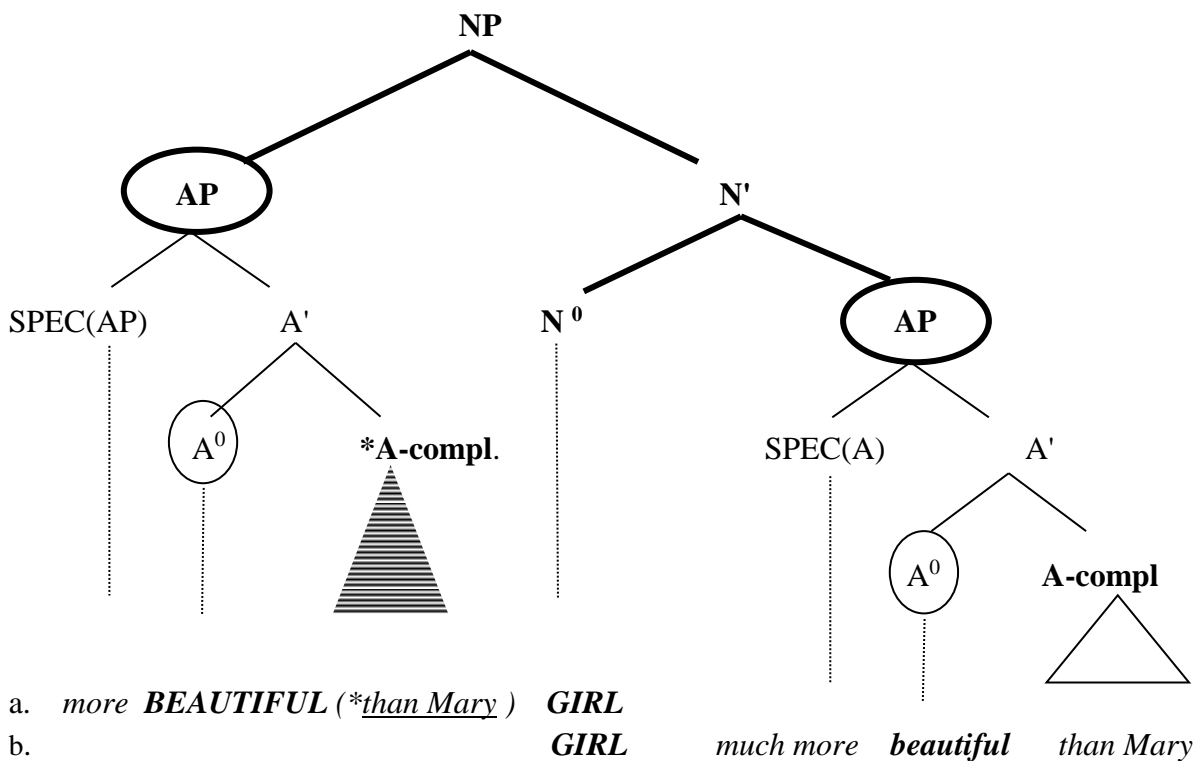 NP
AP N'
SPEC(AP) A' N⁰ AP
A⁰ *A-compl. SPEC(A) A'
A⁰ A-compl
a. more BEAUTIFUL (*than Mary ) GIRL
b. GIRL much more beautiful than Mary